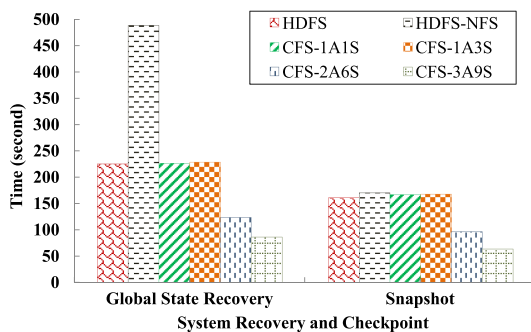 500
450
400
350
300
250
200
150
100
50
0
Time (second)
HDFS HDFS-NFS
CFS-1A1S CFS-1A3S
CFS-2A6S CFS-3A9S
Global State Recovery Snapshot
System Recovery and Checkpoint